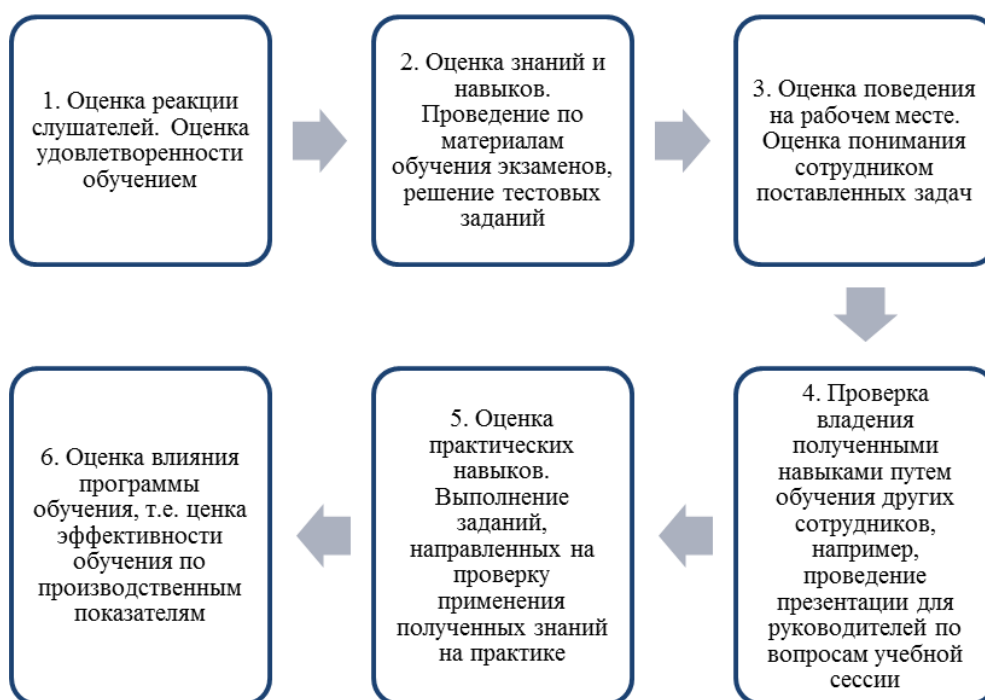 1. Оценка реакции
слушателей. Оценка
удовлетворенности
обучением
2. Оценка знаний и
навыков.
Проведение по
материалам
обучения экзаменов,
решение тестовых
заданий
3. Оценка поведения
на рабочем месте.
Оценка понимания
сотрудником
поставленных задач
4. Проверка
владения
полученными
навыками путем
обучения других
сотрудников,
например,
проведение
презентации для
руководителей по
вопросам учебной
сессии
5. Оценка
практических
навыков.
Выполнение
заданий,
направленных на
проверку
применения
полученных знаний
на практике
6. Оценка влияния
программы
обучения, т.е. ценка
эффективности
обучения по
производственным
показателям